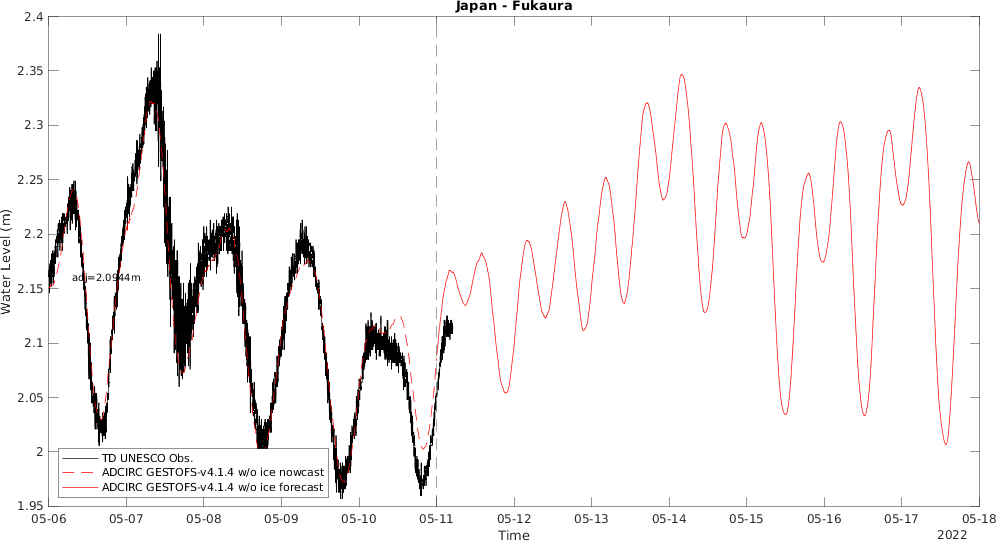 Japan - Fukaura
2.4
2.35
2.3
2.25
2.2
2.15
2.1
2.05
2
1.95
Water Level (m)
adj=2.0944m
TD UNESCO Obs.
ADCIRC GESTOFS-v4.1.4 w/o ice nowcast
ADCIRC GESTOFS-v4.1.4 w/o ice forecast
05-06 05-07 05-08 05-09 05-10 05-11 05-12 05-13 05-14 05-15 05-16 05-17 05-18
Time
2022